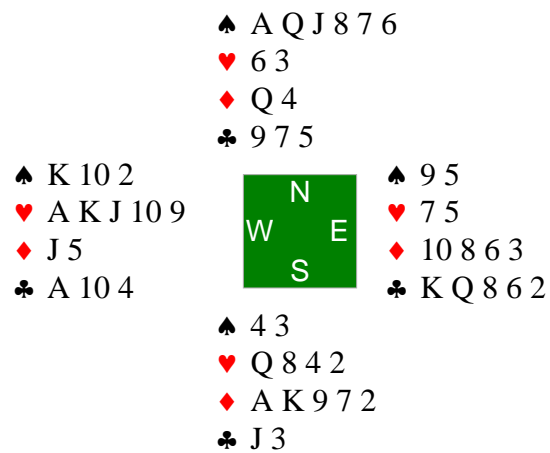 ♠ A Q J 8 7 6
♥ 6 3
♦ Q 4
♣ 9 7 5
♠ K 10 2
♥ A K J 10 9
♦ J 5
♣ A 10 4
N
W E
S
♠ 9 5
♥ 7 5
♦ 10 8 6 3
♣ K Q 8 6 2
♠ 4 3
♥ Q 8 4 2
♦ A K 9 7 2
♣ J 3